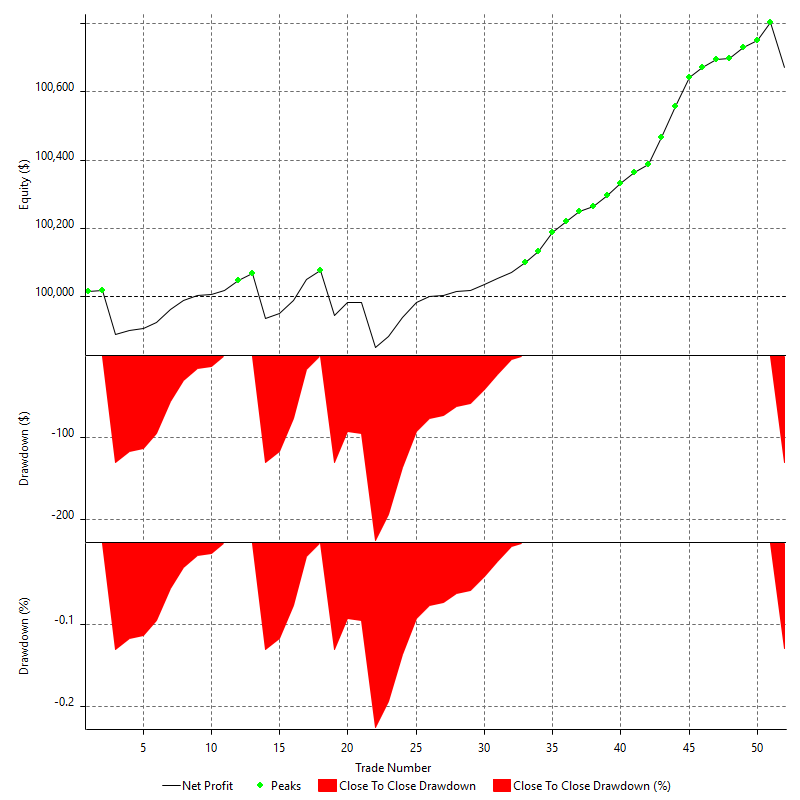 Equity ($)
100,600
100,400
100,200
100,000
Drawdown ($)
-100
-200
Drawdown (%)
-0.1
-0.2
5 10 15 20 25 30 35 40 45 50
Trade Number
Net Profit Peaks Close To Close Drawdown Close To Close Drawdown (%)